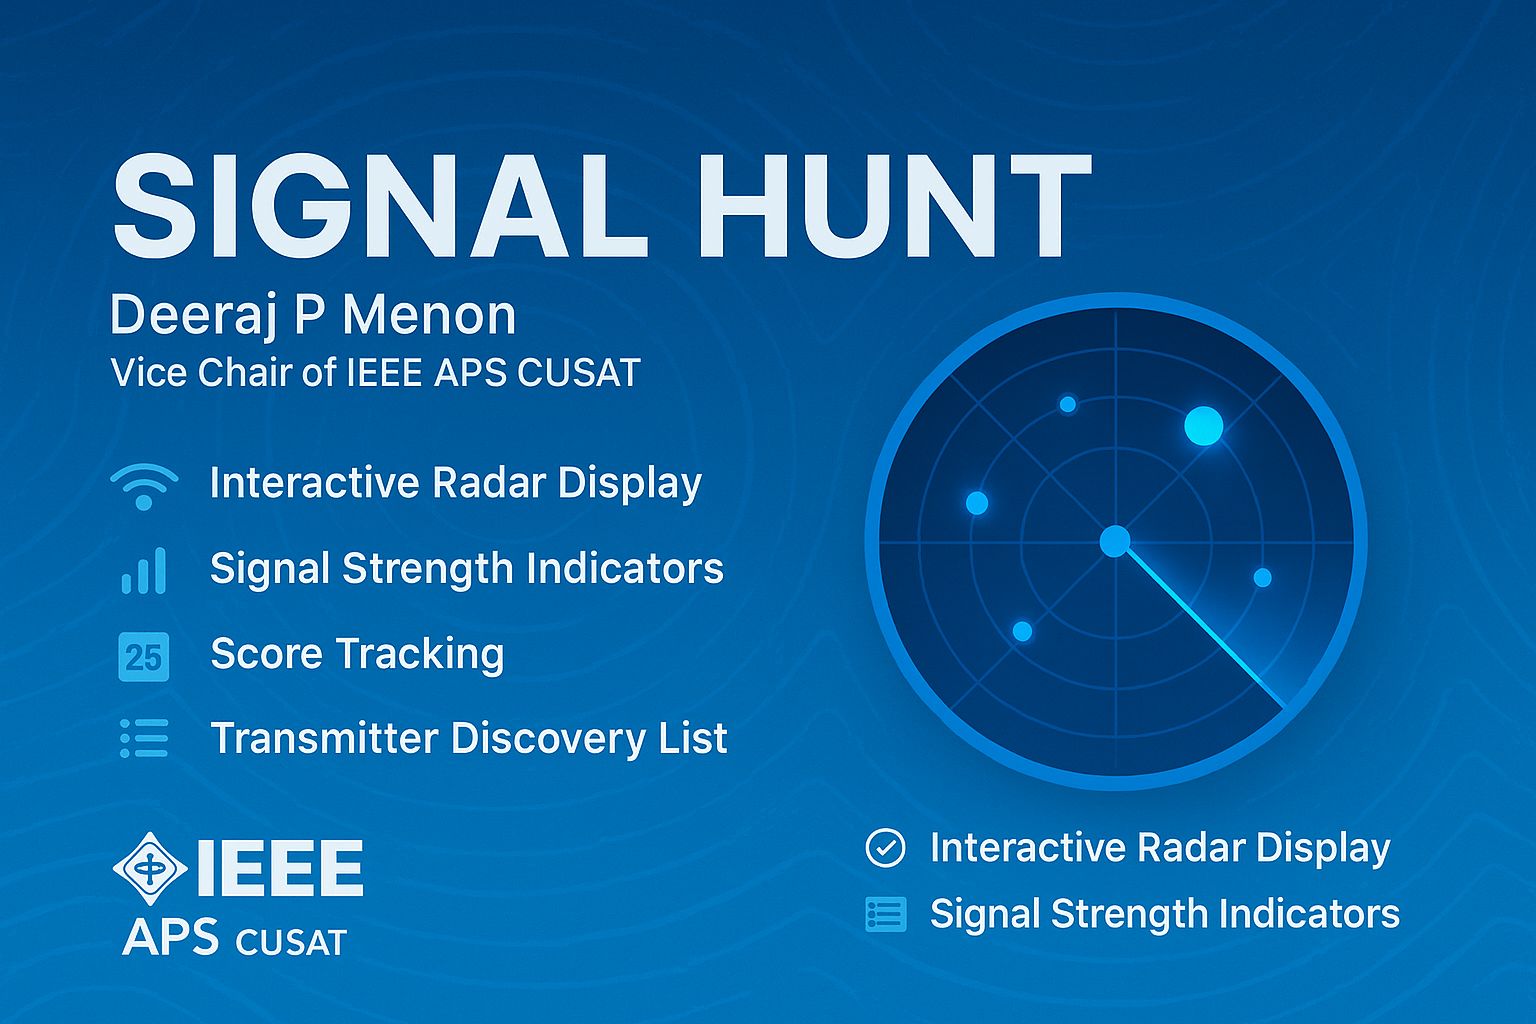 SIGNAL HUNT
Deeraj P Menon
Vice Chair of IEEE APS CUSAT
Interactive Radar Display
Signal Strength Indicators
25
Score Tracking
Transmitter Discovery List
IEEE
APS CUSAT
Interactive Radar Display
Signal Strength Indicators